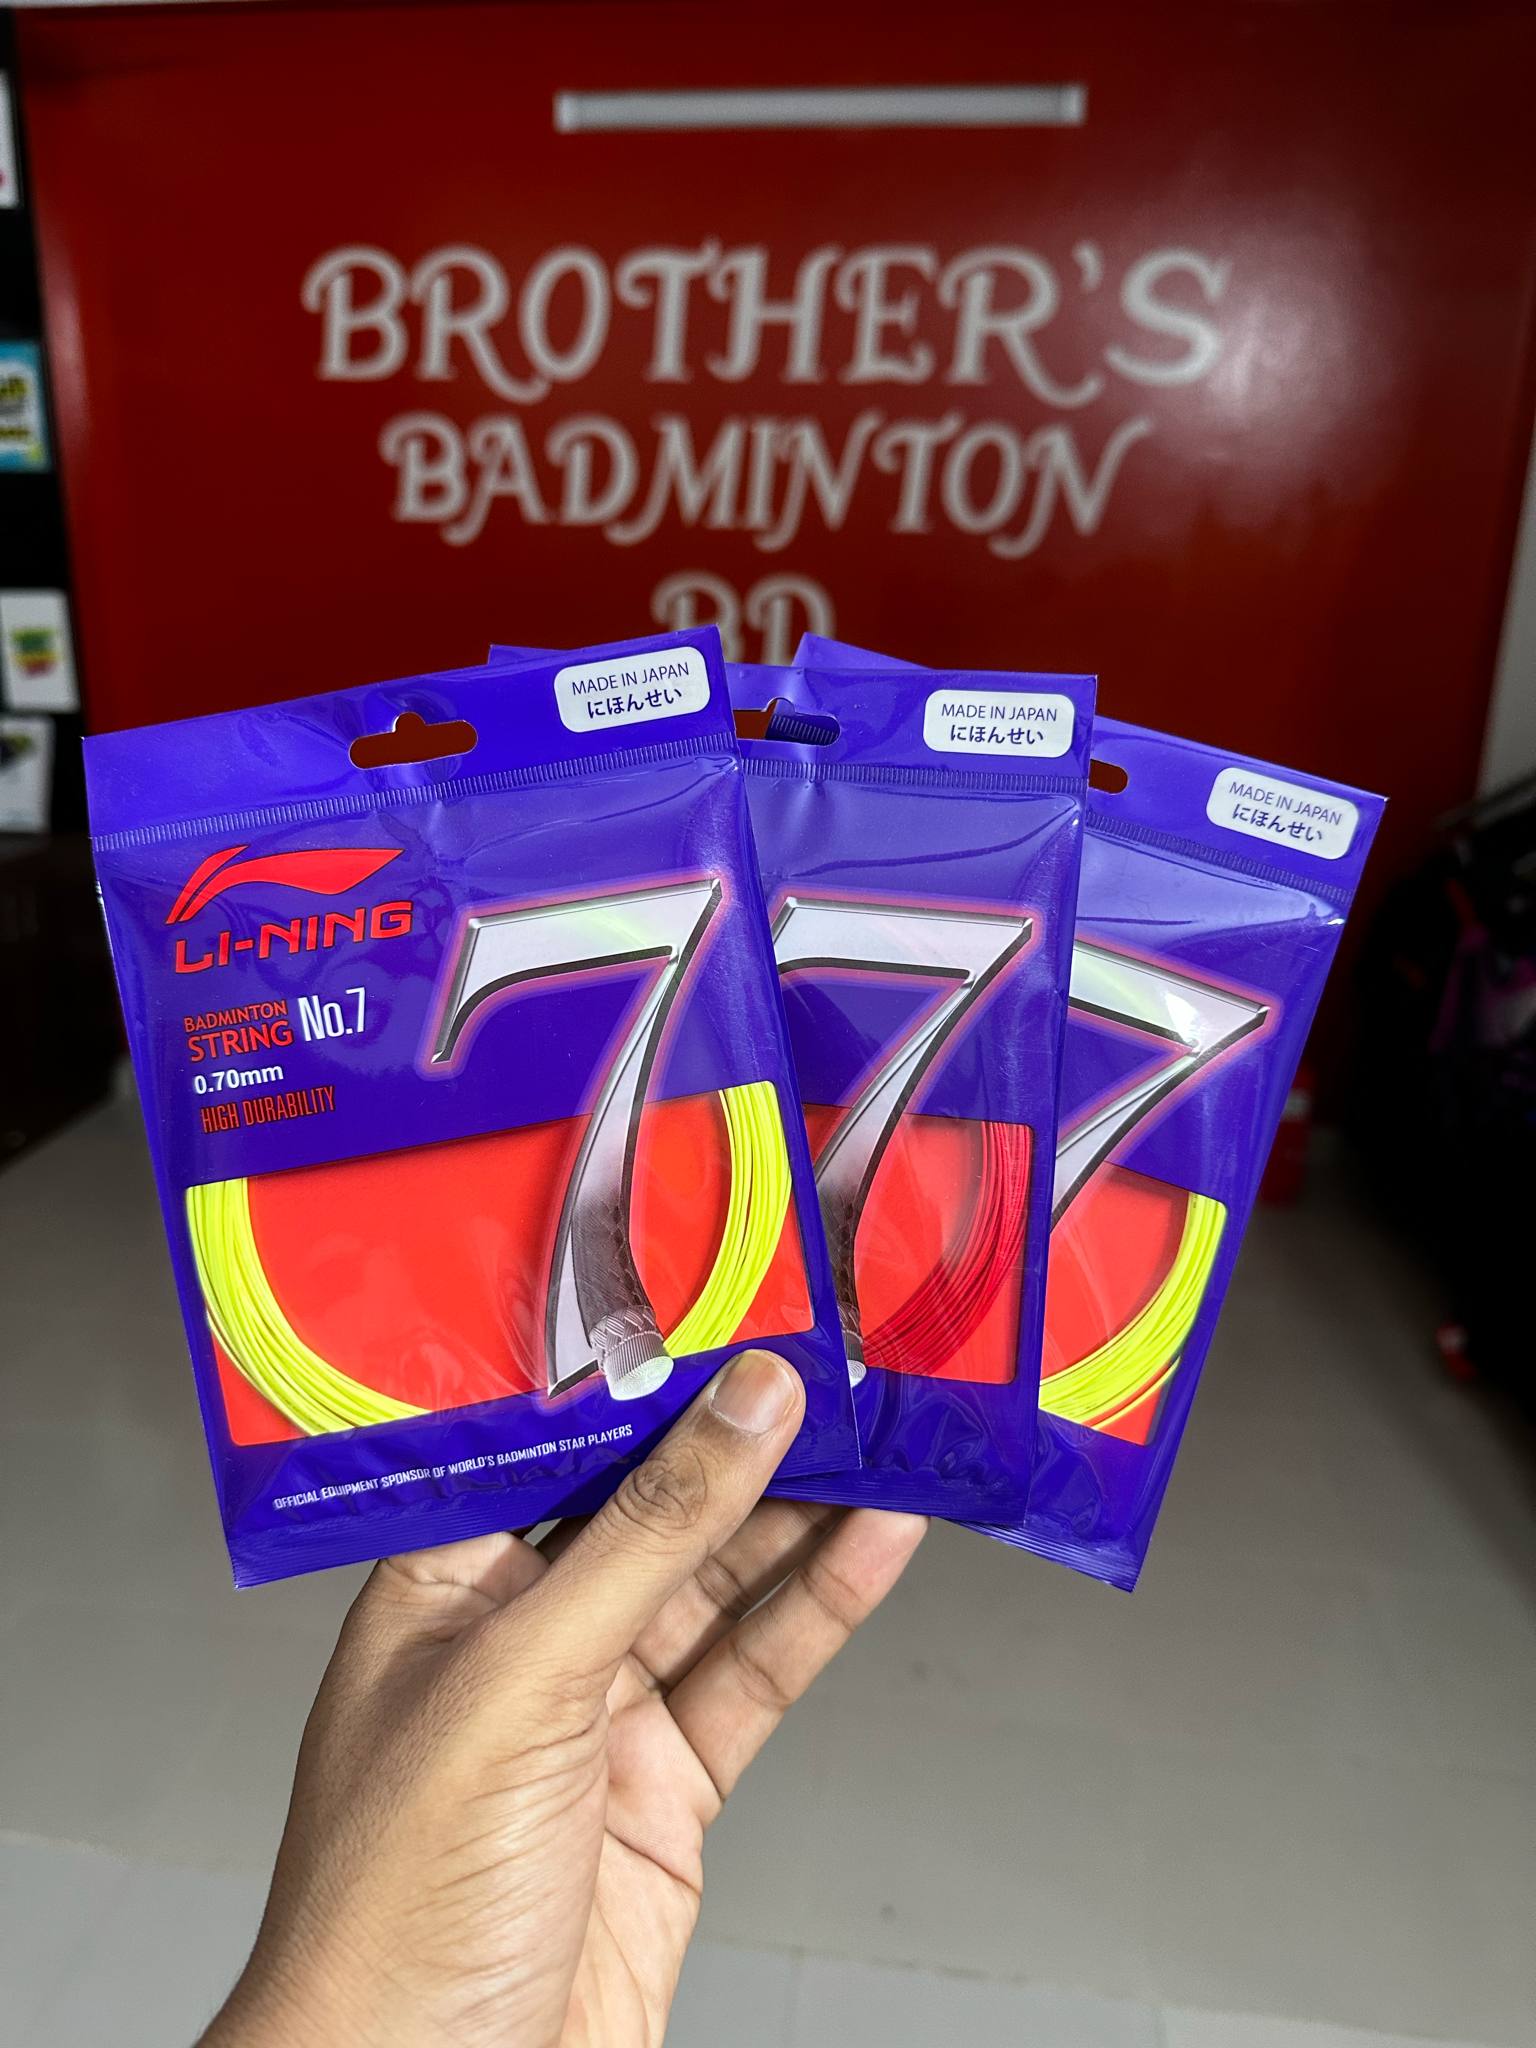 BROTHER'S
BADMINTON
BD
MADE IN JAPAN
にほんせい
LI-NING
BADMINTON
STRING No.7
0.70mm
HIGH DURABILITY
7
OFFICIAL EQUIPMENT SPONSOR OF WORLD'S BADMINTON STAR PLAYERS
MADE IN JAPAN
にほんせい
7
MADE IN JAPAN
にほんせい
7